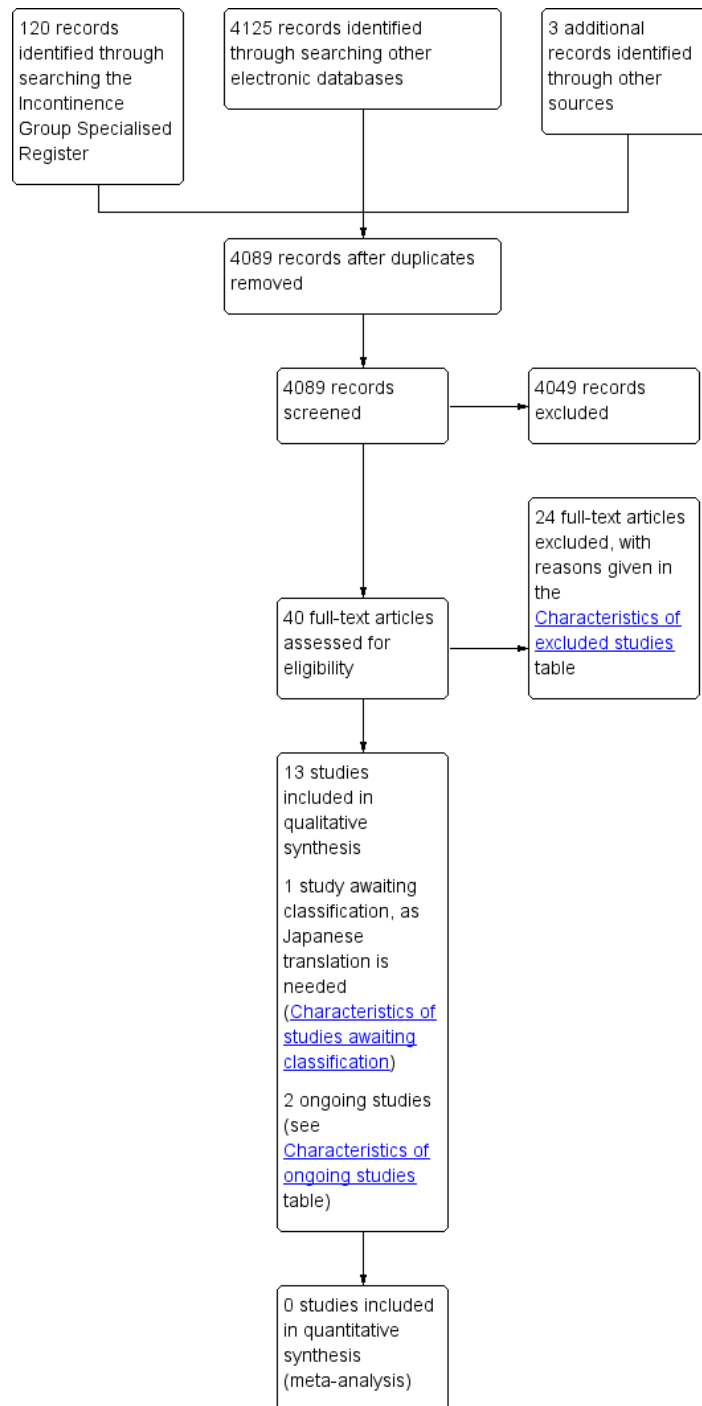 120 records
identified through
searching the
Incontinence
Group Specialised
Register
4125 records identified
through searching other
electronic databases
3 additional
records identified
through other
sources
4089 records after duplicates
removed
4089 records
screened
4049 records
excluded
24 full-text articles
excluded, with
reasons given in
the
Characteristics of
excluded studies
table
40 full-text articles
assessed for
eligibility
13 studies
included in
qualitative
synthesis
1 study awaiting
classification, as
Japanese
translation is
needed
(Characteristics of
studies awaiting
classification)
2 ongoing studies
(see
Characteristics of
ongoing studies
table)
0 studies included
in quantitative
synthesis
(meta-analysis)